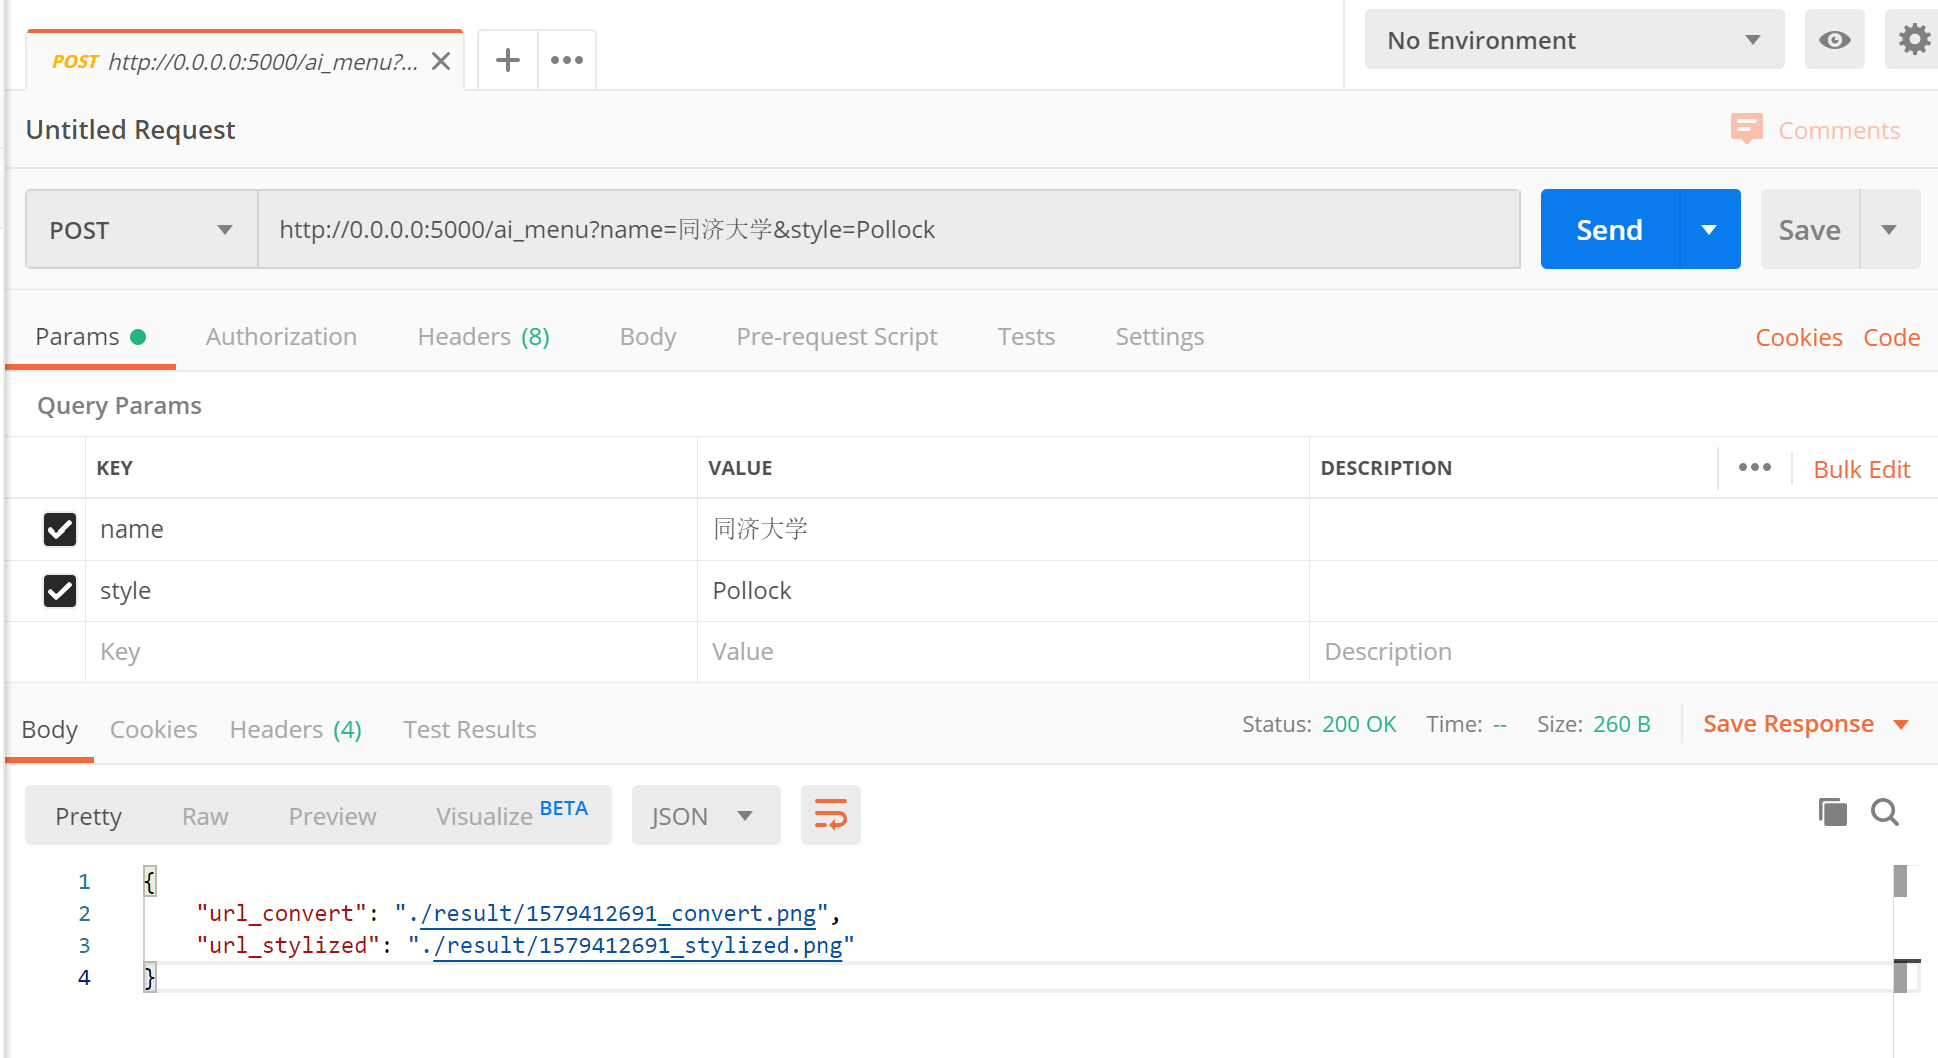 POST http://0.0.0.0:5000/ai_menu?...
No Environment
Untitled Request
Comments
POST
http://0.0.0.0:5000/ai_menu?name=同济大学&style=Pollock
Send
Save
Params
Authorization
Headers (8)
Body
Pre-request Script
Tests
Settings
Cookies
Code
Query Params
KEY VALUE DESCRIPTION
Bulk Edit
name 同济大学
style Pollock
Key Value Description
Body
Cookies
Headers (4)
Test Results
Status: 200 OK
Time: --
Size: 260 B
Save Response
Pretty
Raw
Preview
Visualize BETA
JSON
1 {
2 "url_convert": "./result/1579412691_convert.png",
3 "url_stylized": "./result/1579412691_stylized.png"
4 }